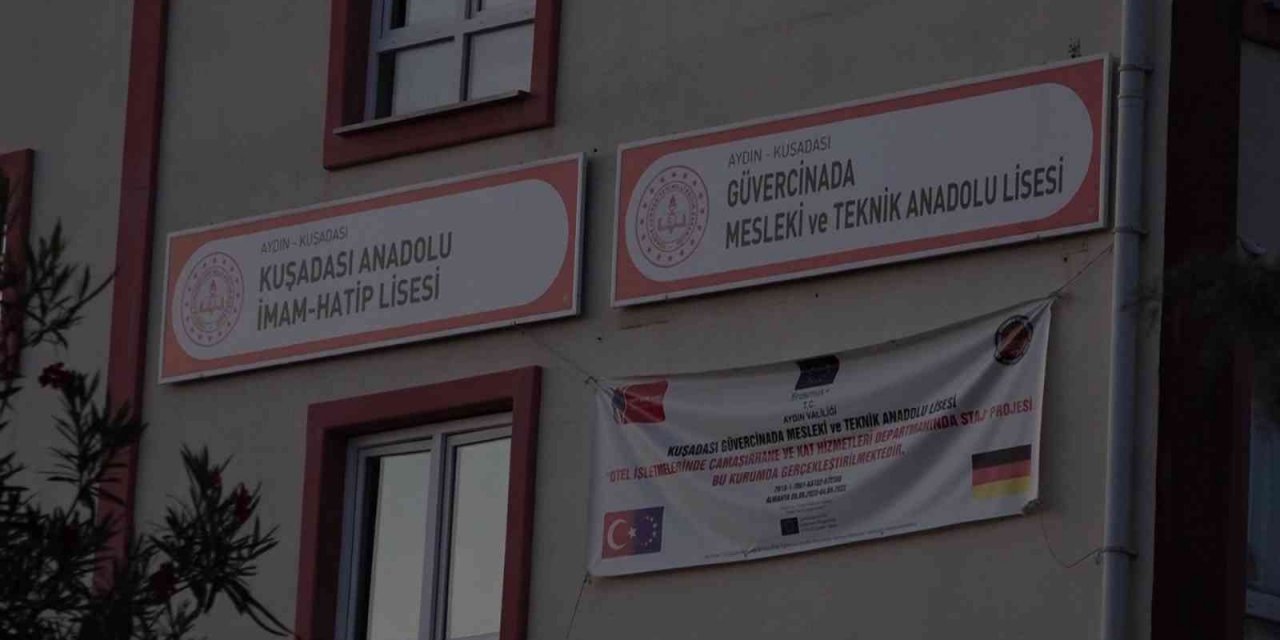 AYDIN - KUŞADASI
KUŞADASI ANADOLU
İMAM-HATİP LİSESİ
AYDIN - KUŞADASI
GÜVERCİNADA
MESLEKİ ve TEKNİK ANADOLU LİSESİ
Erasmus+
T.C.
AYDIN VALİLİĞİ
KUŞADASI GÜVERCİNADA MESLEKİ ve TEKNİK ANADOLU LİSESİ
OTEL İŞLETMELERİNDE ÇAMAŞIRHANE VE KAT HİZMETLERİ DEPARTMANINDA STAJ PROJESİ
BU KURUMDA GERÇEKLEŞTİRİLMEKTEDİR.